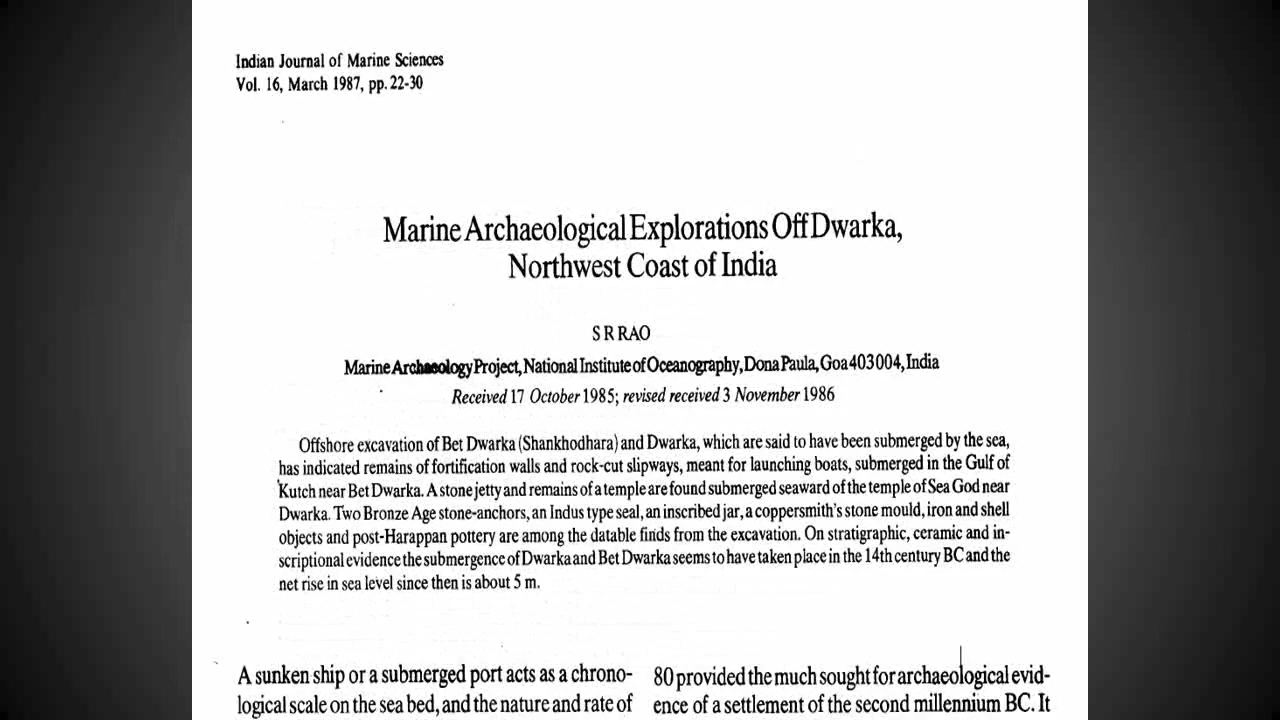 Indian Journal of Marine Sciences
Vol. 16, March 1987, pp. 22-30
Marine Archaeological Explorations Off Dwarka,
Northwest Coast of India
S R RAO
Marine Archaeology Project, National Institute of Oceanography, Dona Paula, Goa 403 004, India
Received 17 October 1985; revised received 3 November 1986
Offshore excavation of Bet Dwarka (Shankhodhara) and Dwarka, which are said to have been submerged by the sea,
has indicated remains of fortification walls and rock-cut slipways, meant for launching boats, submerged in the Gulf of
Kutch near Bet Dwarka. A stone jetty and remains of a temple are found submerged seaward of the temple of Sea God near
Dwarka. Two Bronze Age stone-anchors, an Indus type seal, an inscribed jar, a coppersmith's stone mould, iron and shell
objects and post-Harappan pottery are among the datable finds from the excavation. On stratigraphic, ceramic and in-
scriptional evidence the submergence of Dwarka and Bet Dwarka seems to have taken place in the 14th century BC and the
net rise in sea level since then is about 5 m.
A sunken ship or a submerged port acts as a chrono-
logical scale on the sea bed, and the nature and rate of
80 provided the much sought for archaeological evid-
ence of a settlement of the second millennium BC. It